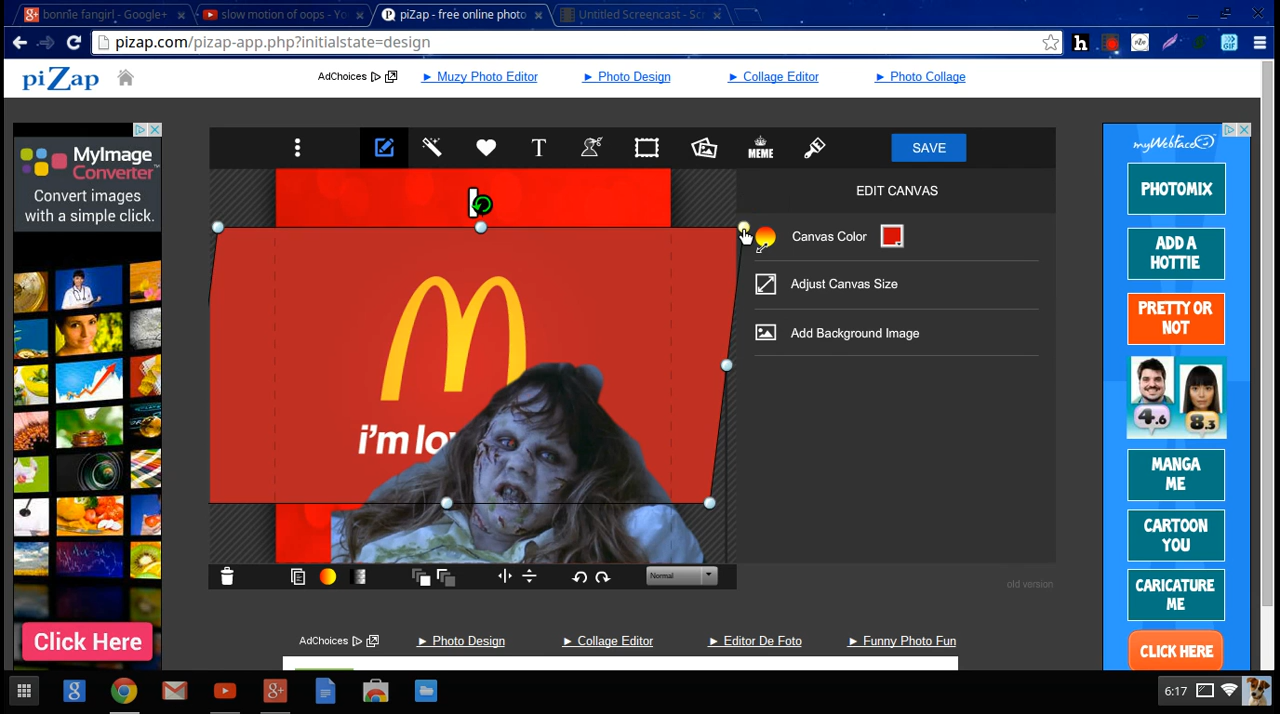 bonnie fangirl - Google+
slow motion of oops - Yo
piZap - free online photo
Untitled Screencast - Scr
pizap.com/pizap-app.php?initialstate=design
piZap
AdChoices
► Muzy Photo Editor
► Photo Design
► Collage Editor
► Photo Collage
MyImage
Converter
Convert images
with a simple click.
Click Here
T
MEME
SAVE
EDIT CANVAS
Canvas Color
Adjust Canvas Size
Add Background Image
i'm lo
Normal
old version
AdChoices
► Photo Design
► Collage Editor
► Editor De Foto
► Funny Photo Fun
myWebface
PHOTOMIX
ADD A
HOTTIE
PRETTY OR
NOT
4.6
8.3
MANGA
ME
CARTOON
YOU
CARICATURE
ME
CLICK HERE
6:17